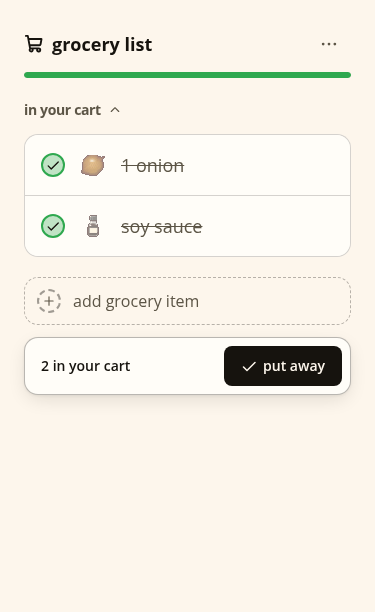 grocery list
in your cart
1 onion
soy sauce
add grocery item
2 in your cart
put away